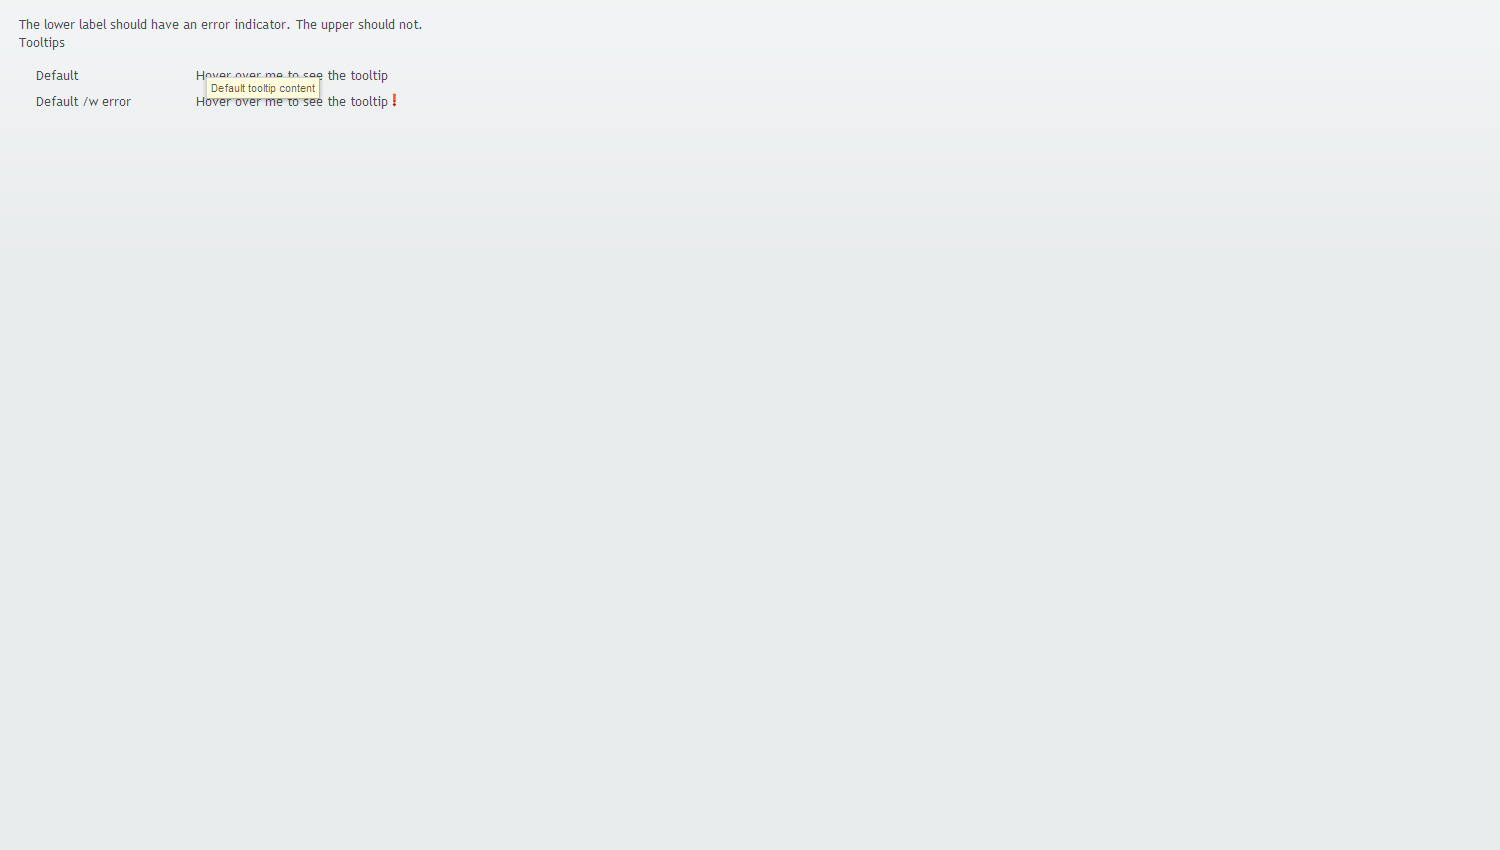 The lower label should have an error indicator. The upper should not.
Tooltips
Default Hover over me to see the tooltip
Default tooltip content
Default /w error Hover over me to see the tooltip !